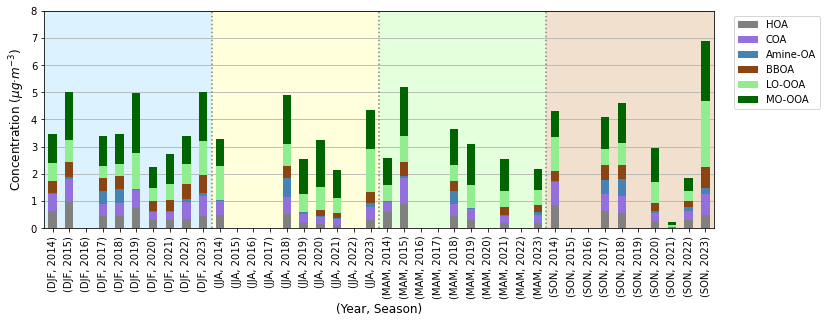 8
7
6
5
4
3
2
1
0
Concentration (μg·m⁻³)
(DJF, 2014)
(DJF, 2015)
(DJF, 2016)
(DJF, 2017)
(DJF, 2018)
(DJF, 2019)
(DJF, 2020)
(DJF, 2021)
(DJF, 2022)
(DJF, 2023)
(JJA, 2014)
(JJA, 2015)
(JJA, 2016)
(JJA, 2017)
(JJA, 2018)
(JJA, 2019)
(JJA, 2020)
(JJA, 2021)
(JJA, 2022)
(JJA, 2023)
(MAM, 2014)
(MAM, 2015)
(MAM, 2016)
(MAM, 2017)
(MAM, 2018)
(MAM, 2019)
(MAM, 2020)
(MAM, 2021)
(MAM, 2022)
(MAM, 2023)
(SON, 2014)
(SON, 2015)
(SON, 2016)
(SON, 2017)
(SON, 2018)
(SON, 2019)
(SON, 2020)
(SON, 2021)
(SON, 2022)
(SON, 2023)
(Year, Season)
HOA
COA
Amine-OA
BBOA
LO-OOA
MO-OOA